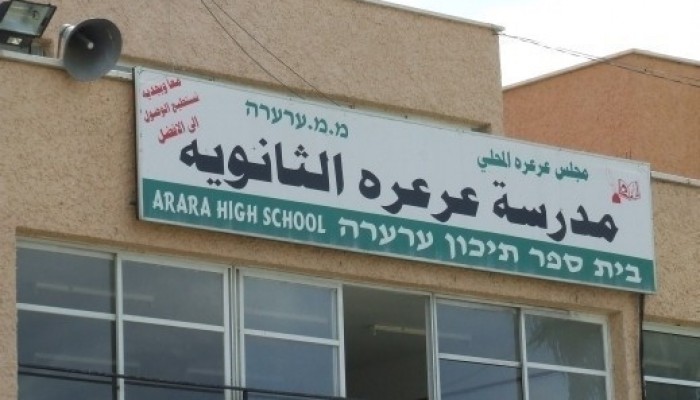 معا وبجديه
نستطيع الوصول
الى الافضل
מ.מ.ערערה
مجلس عرعره المحلي
مدرسة عرعره الثانويه
ARARA HIGH SCHOOL
בית ספר תיכון ערערה